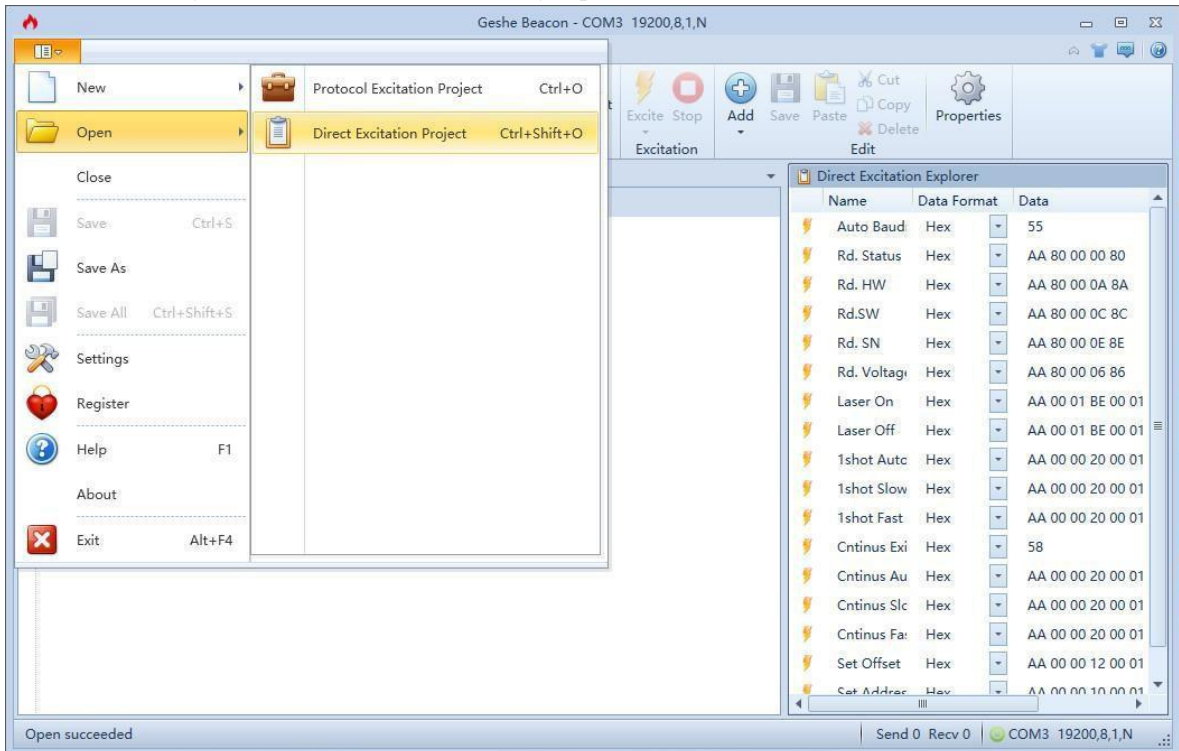 Geshe Beacon - COM3 19200,8,1,N
New
Open
Close
Save Ctrl+S
Save As
Save All Ctrl+Shift+S
Settings
Register
Help F1
About
Exit Alt+F4
Protocol Excitation Project Ctrl+O
Direct Excitation Project Ctrl+Shift+O
Excite Stop
Excitation
Add Save Paste Cut Copy Delete
Edit
Properties
Direct Excitation Explorer
Name Data Format Data
Auto Baud Hex 55
Rd. Status Hex AA 80 00 00 80
Rd. HW Hex AA 80 00 0A 8A
Rd.SW Hex AA 80 00 0C 8C
Rd. SN Hex AA 80 00 0E 8E
Rd. Voltag Hex AA 80 00 06 86
Laser On Hex AA 00 01 BE 00 01
Laser Off Hex AA 00 01 BE 00 01
1shot Autc Hex AA 00 00 20 00 01
1shot Slow Hex AA 00 00 20 00 01
1shot Fast Hex AA 00 00 20 00 01
Cntinus Exi Hex 58
Cntinus Au Hex AA 00 00 20 00 01
Cntinus Slc Hex AA 00 00 20 00 01
Cntinus Fa Hex AA 00 00 20 00 01
Set Offset Hex AA 00 00 12 00 01
Set Addres Hex AA 00 00 10 00 01
Open succeeded
Send 0 Recv 0 COM3 19200,8,1,N